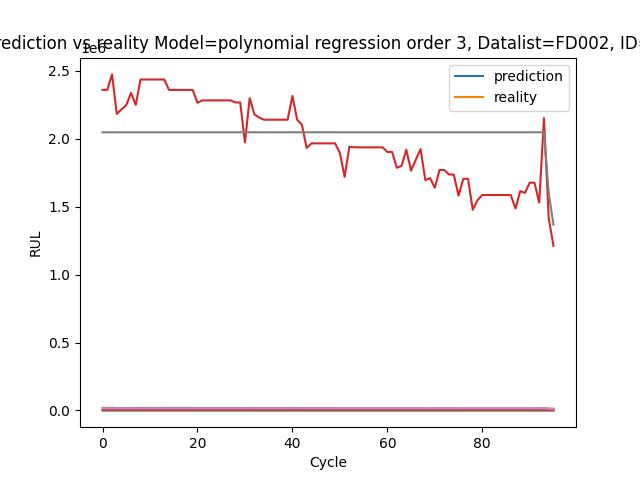 rediction vs reality Model=polynomial regression order 3, Datalist=FD002, ID=
1e6
prediction
reality
2.5
2.0
1.5
1.0
0.5
0.0
RUL
0 20 40 60 80
Cycle